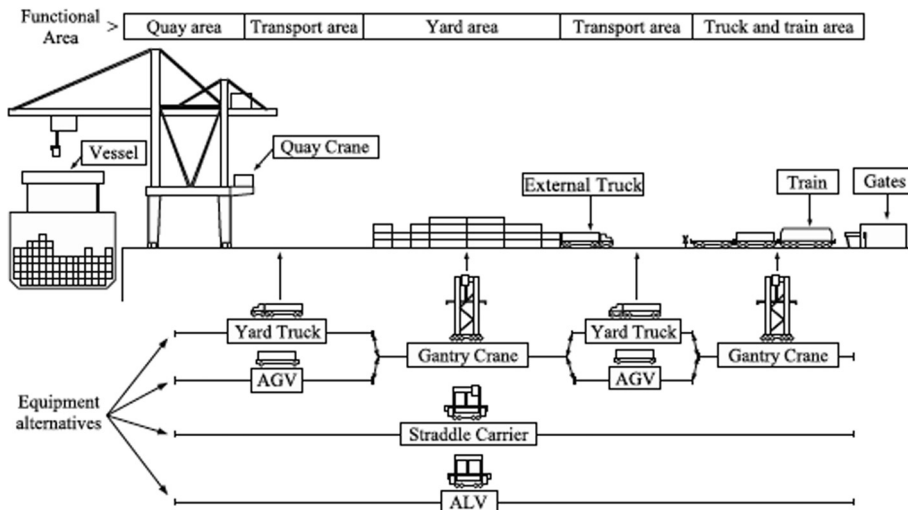 Functional Area > Quay area Transport area Yard area Transport area Truck and train area
Vessel
Quay Crane
External Truck
Train
Gates
Yard Truck
Yard Truck
Gantry Crane
Gantry Crane
AGV
AGV
Equipment
alternatives
Straddle Carrier
ALV